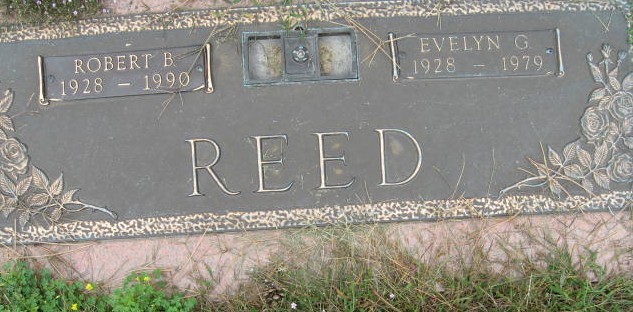 ROBERT B.
1928 – 1990
EVELYN G.
1928 – 1979
REED